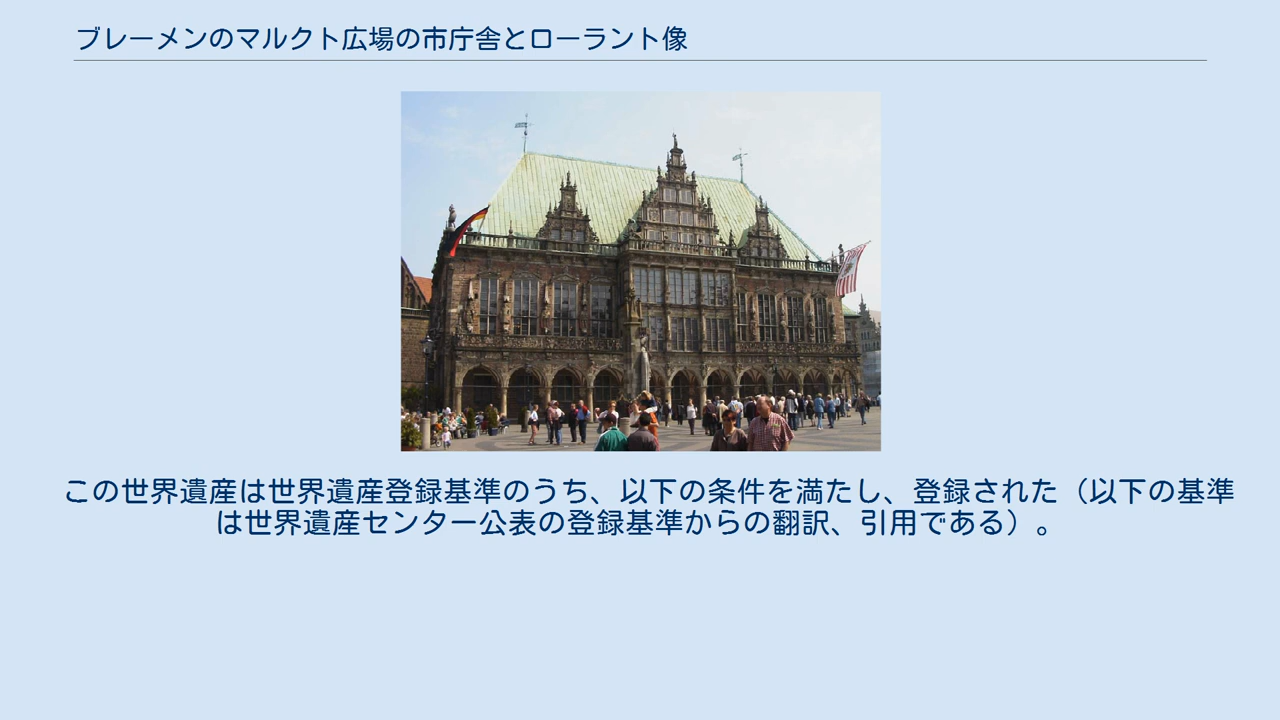 ブレーメンのマルクト広場の市庁舎とローラント像
この世界遺産は世界遺産登録基準のうち、以下の条件を満たし、登録された（以下の基準
は世界遺産センター公表の登録基準からの翻訳、引用である）。